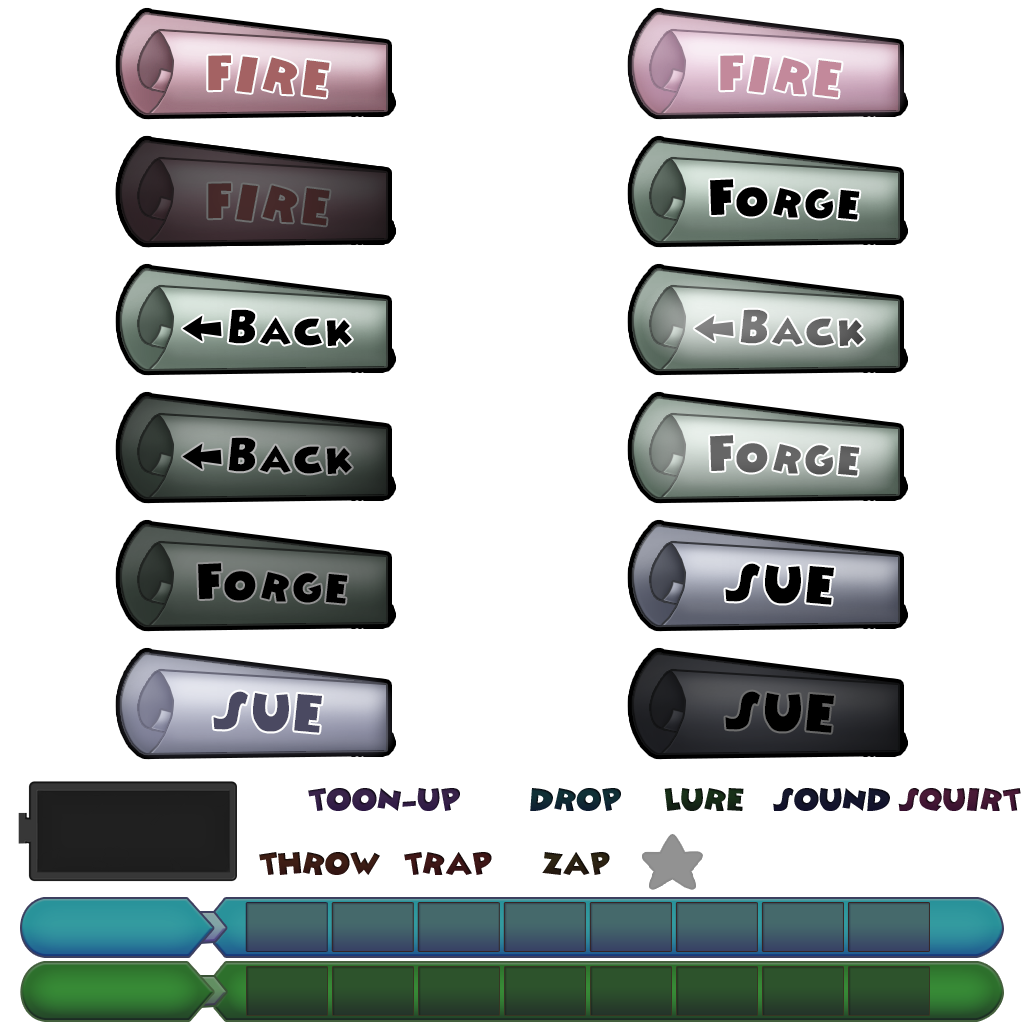 FIRE
FIRE
FIRE
FORGE
BACK
BACK
BACK
FORGE
FORGE
SUE
SUE
SUE
TOON-UP DROP LURE SOUND SQUIRT
THROW TRAP ZAP